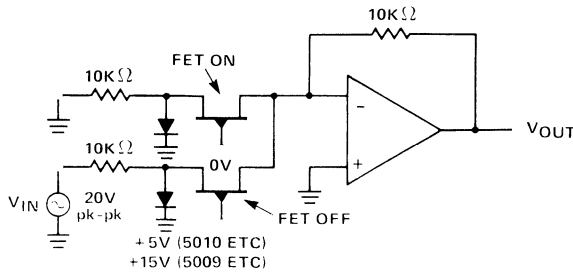 10KΩ
FET ON
10KΩ
10KΩ
0V
−
+
VOUT
VIN
20V
pk-pk
FET OFF
+5V (5010 ETC)
+15V (5009 ETC)